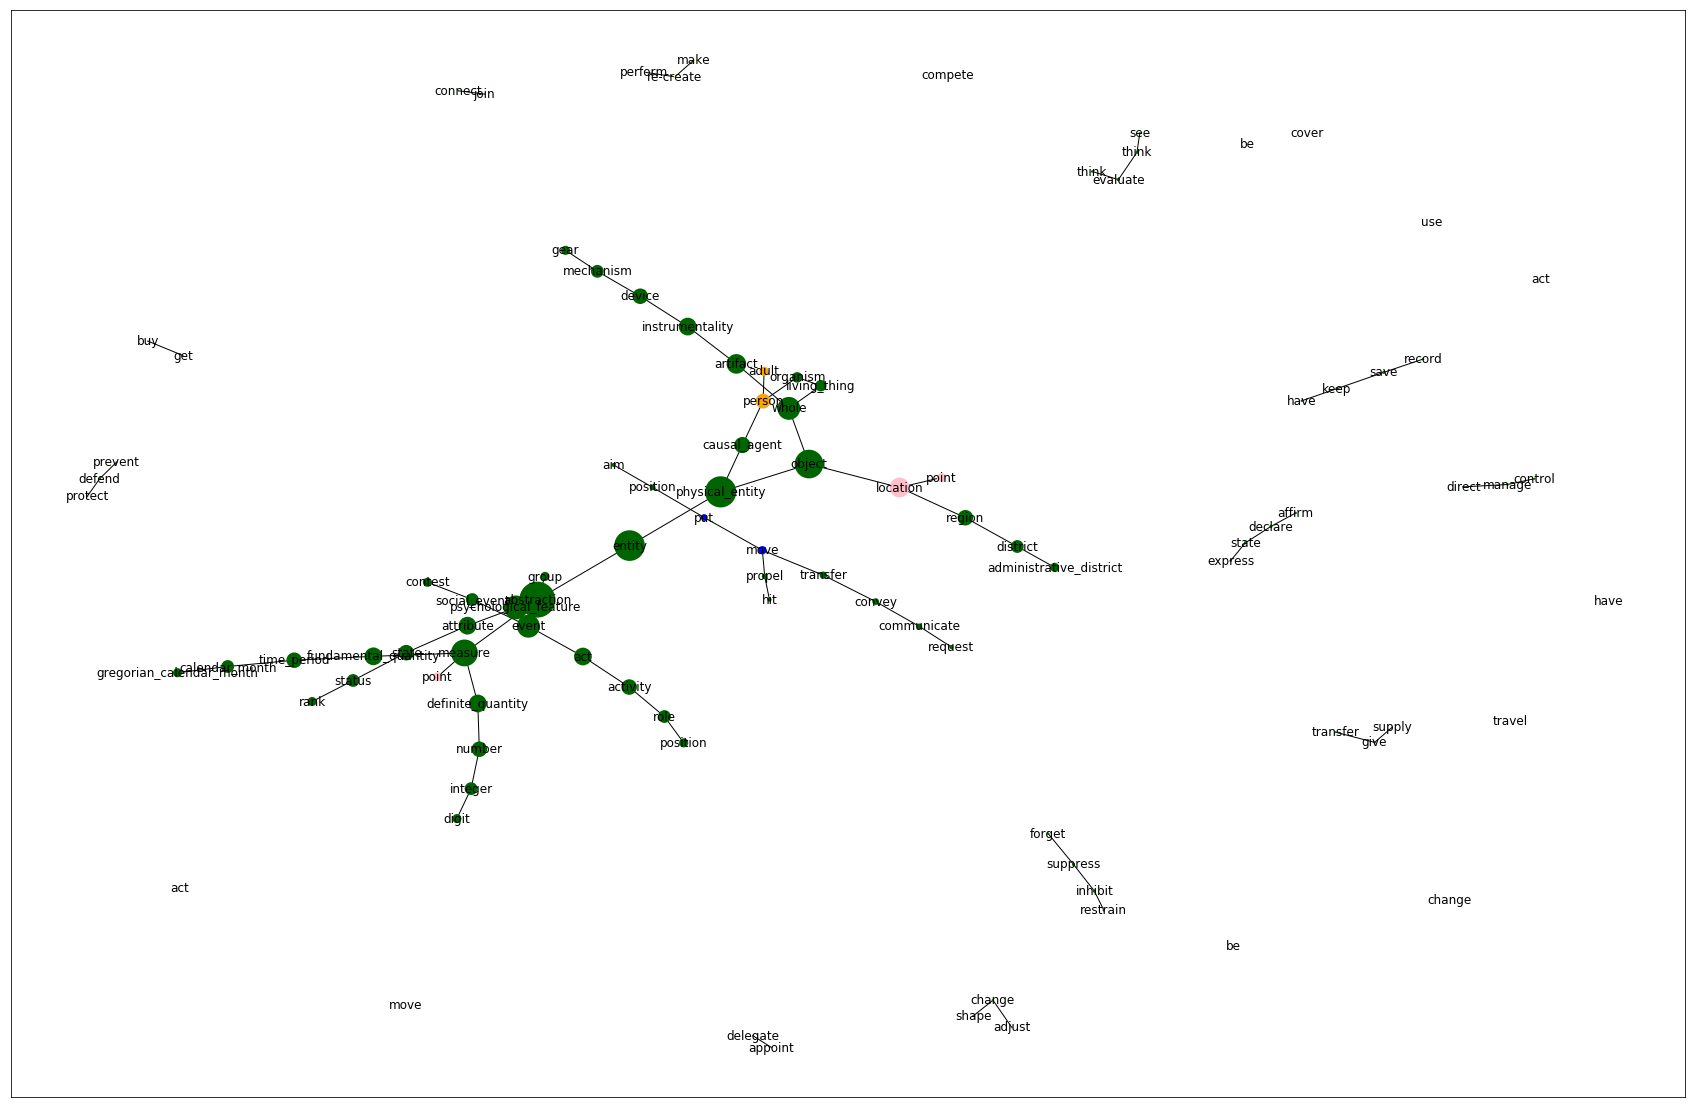 make
perform
re-create
compete
connect
join
see
cover
be
think
think
evaluate
use
gear
mechanism
act
device
instrumentality
buy
get
record
artifact
adult
save
organism
living_thing
keep
have
person
whole
causal_agent
prevent
aim
object
defend
point
control
position
location
physical_entity
direct
manage
protect
affirm
put
region
declare
entity
state
district
move
express
administrative_district
group
propel
transfer
contest
social_event
abstraction
hit
convey
have
psychological_feature
attribute
event
communicate
request
state
measure
fundamental_quantity
act
time_period
calendar_month
gregorian_calendar_month
point
status
activity
rank
definite_quantity
role
travel
supply
transfer
give
position
number
integer
digit
forget
suppress
act
inhibit
change
restrain
be
change
move
shape
adjust
delegate
appoint